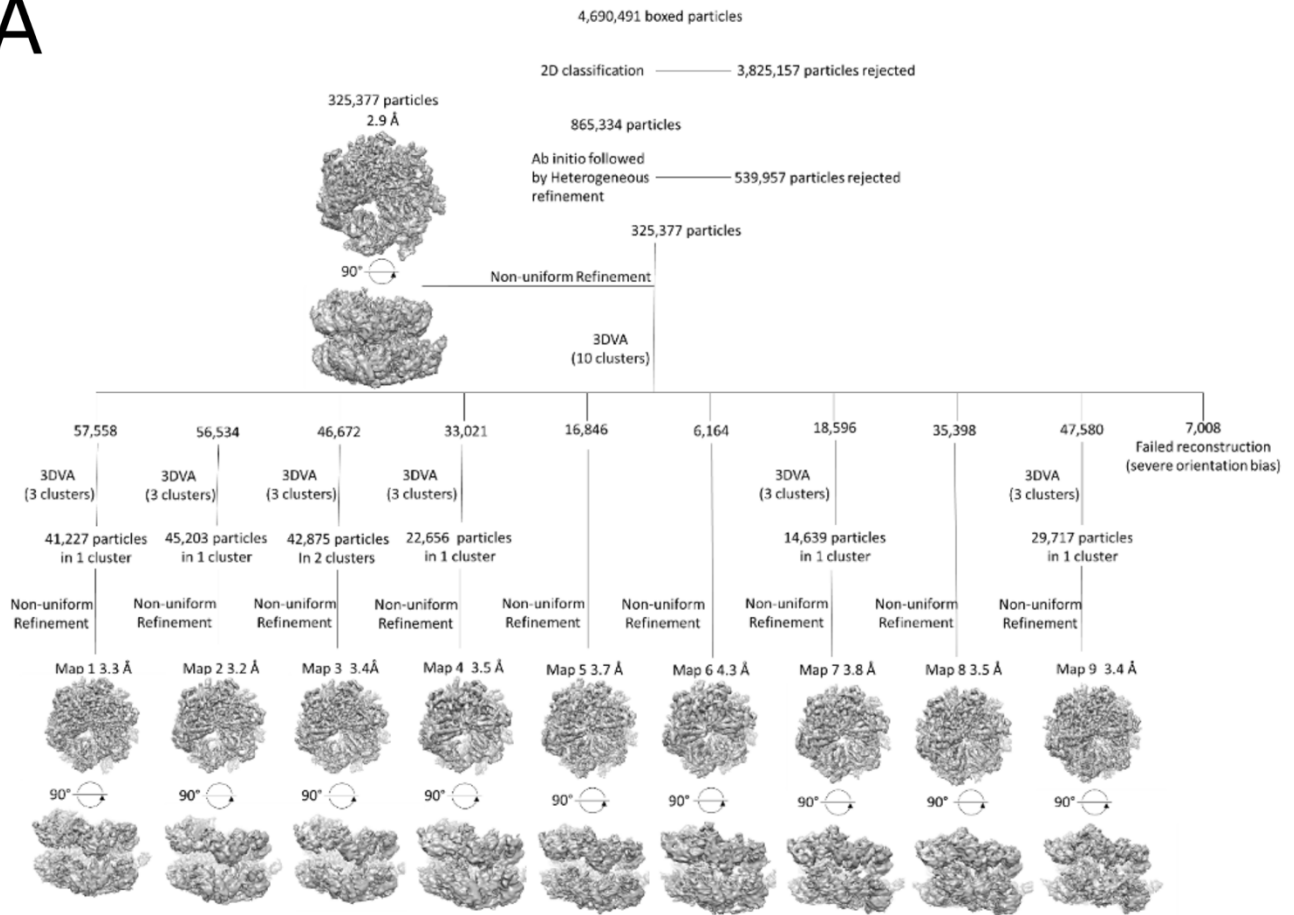 A
4,690,491 boxed particles
2D classification
3,825,157 particles rejected
325,377 particles
2.9 Å
865,334 particles
Ab initio followed
by Heterogeneous
refinement
539,957 particles rejected
325,377 particles
90°
Non-uniform Refinement
3DVA
(10 clusters)
57,558
56,534
46,672
33,021
16,846
6,164
18,596
35,398
47,580
7,008
Failed reconstruction
(severe orientation bias)
3DVA
(3 clusters)
3DVA
(3 clusters)
3DVA
(3 clusters)
3DVA
(3 clusters)
3DVA
(3 clusters)
3DVA
(3 clusters)
41,227 particles
in 1 cluster
45,203 particles
in 1 cluster
42,875 particles
In 2 clusters
22,656 particles
in 1 cluster
14,639 particles
in 1 cluster
29,717 particles
in 1 cluster
Non-uniform
Refinement
Non-uniform
Refinement
Non-uniform
Refinement
Non-uniform
Refinement
Non-uniform
Refinement
Non-uniform
Refinement
Non-uniform
Refinement
Non-uniform
Refinement
Non-uniform
Refinement
Map 1 3.3 Å
Map 2 3.2 Å
Map 3 3.4Å
Map 4 3.5 Å
Map 5 3.7 Å
Map 6 4.3 Å
Map 7 3.8 Å
Map 8 3.5 Å
Map 9 3.4 Å
90°
90°
90°
90°
90°
90°
90°
90°
90°